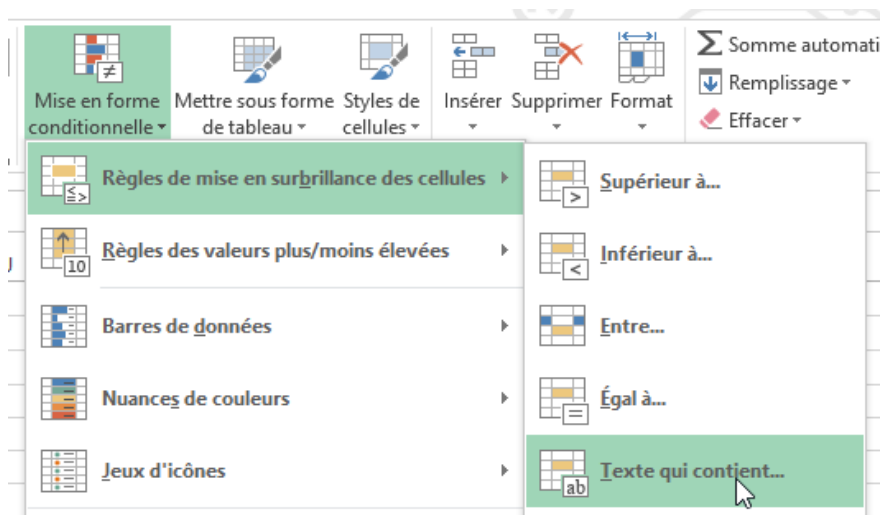 Σ Somme automati
Remplissage
Effacer
Mise en forme
conditionnelle
Mettre sous forme
de tableau
Styles de
cellules
Insérer
Supprimer
Format
Règles de mise en surbrillance des cellules
Règles des valeurs plus/moins élevées
10
Barres de données
Nuances de couleurs
Jeux d'icônes
Supérieur à...
>
Inférieur à...
<
Entre...
Égal à...
=
Texte qui contient...
ab